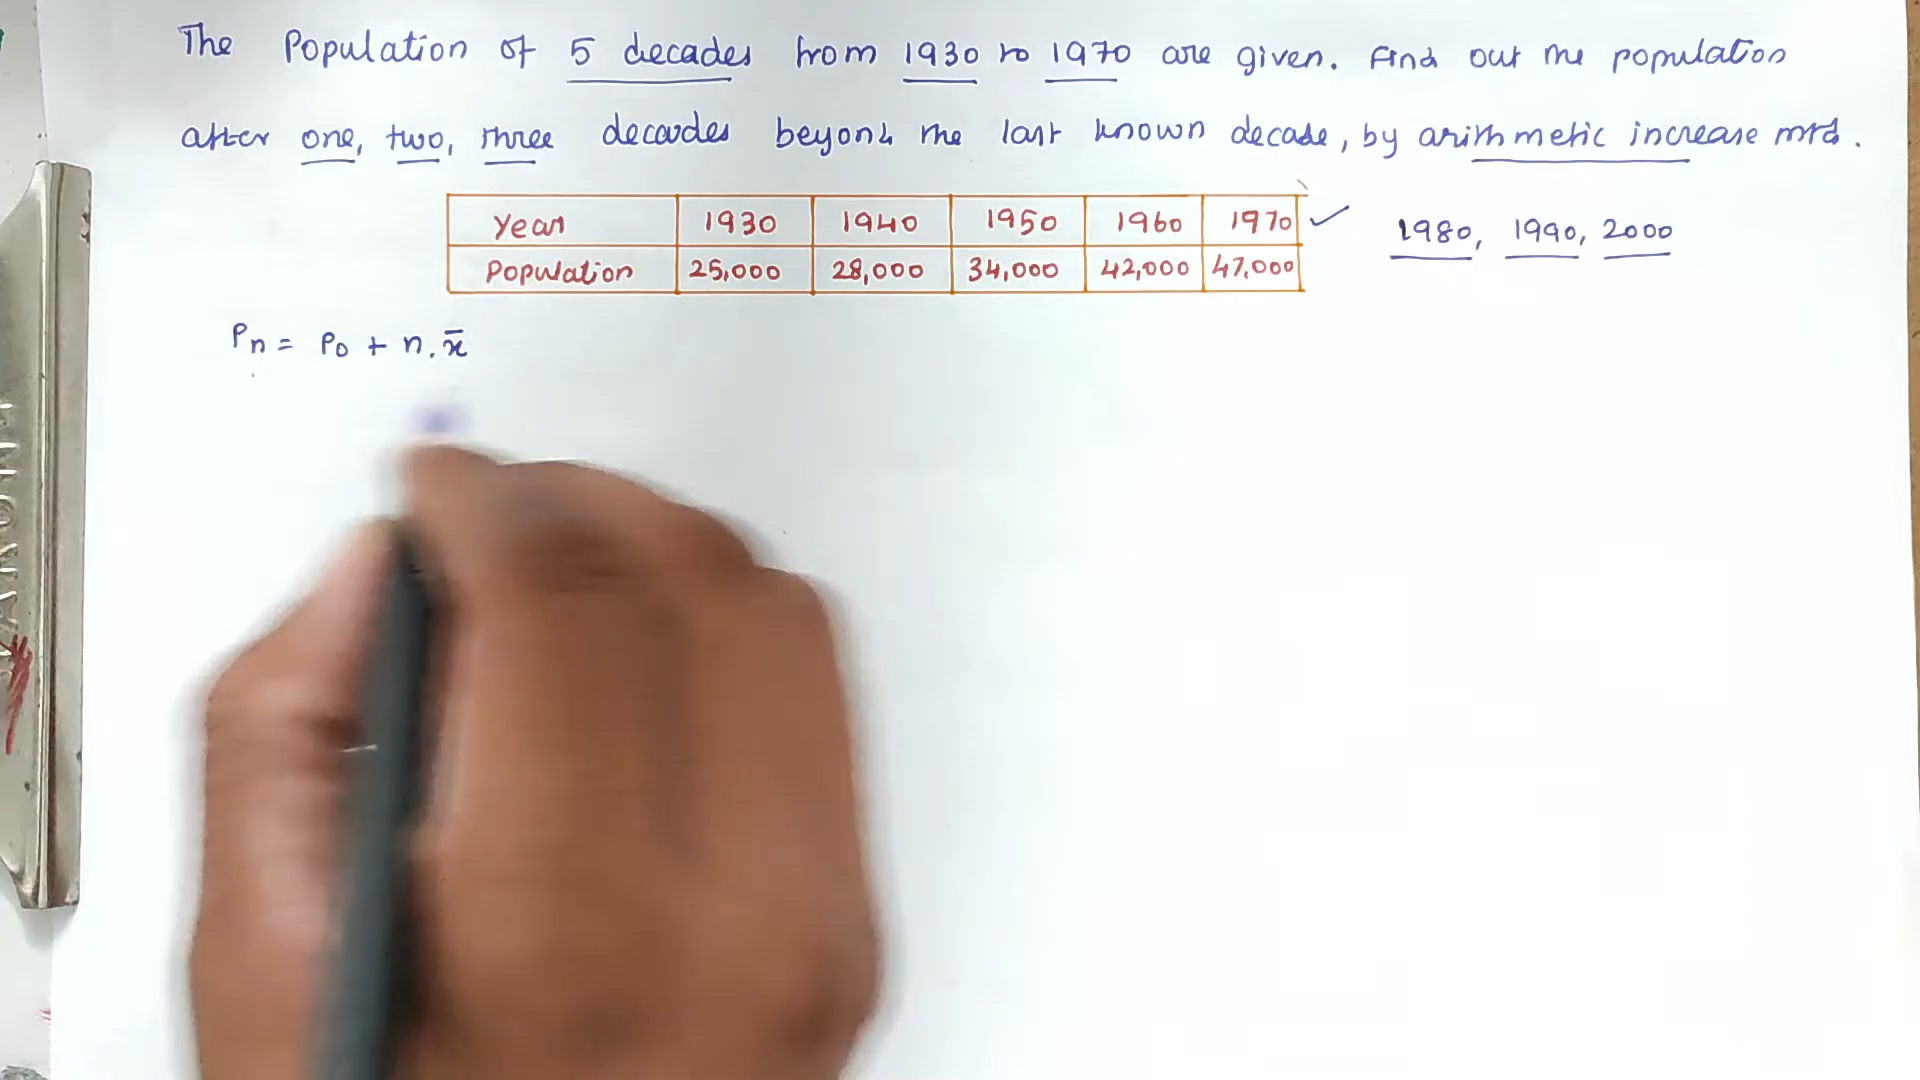 The Population of 5 decades from 1930 to 1970 are given. Find out the population
after one, two, three decades beyond the last known decade, by arithmetic increase mtd.
Year 1930 1940 1950 1960 1970 ✓ 1980, 1990, 2000
Population 25,000 28,000 34,000 42,000 47,000
Pn = P0 + n.x̄